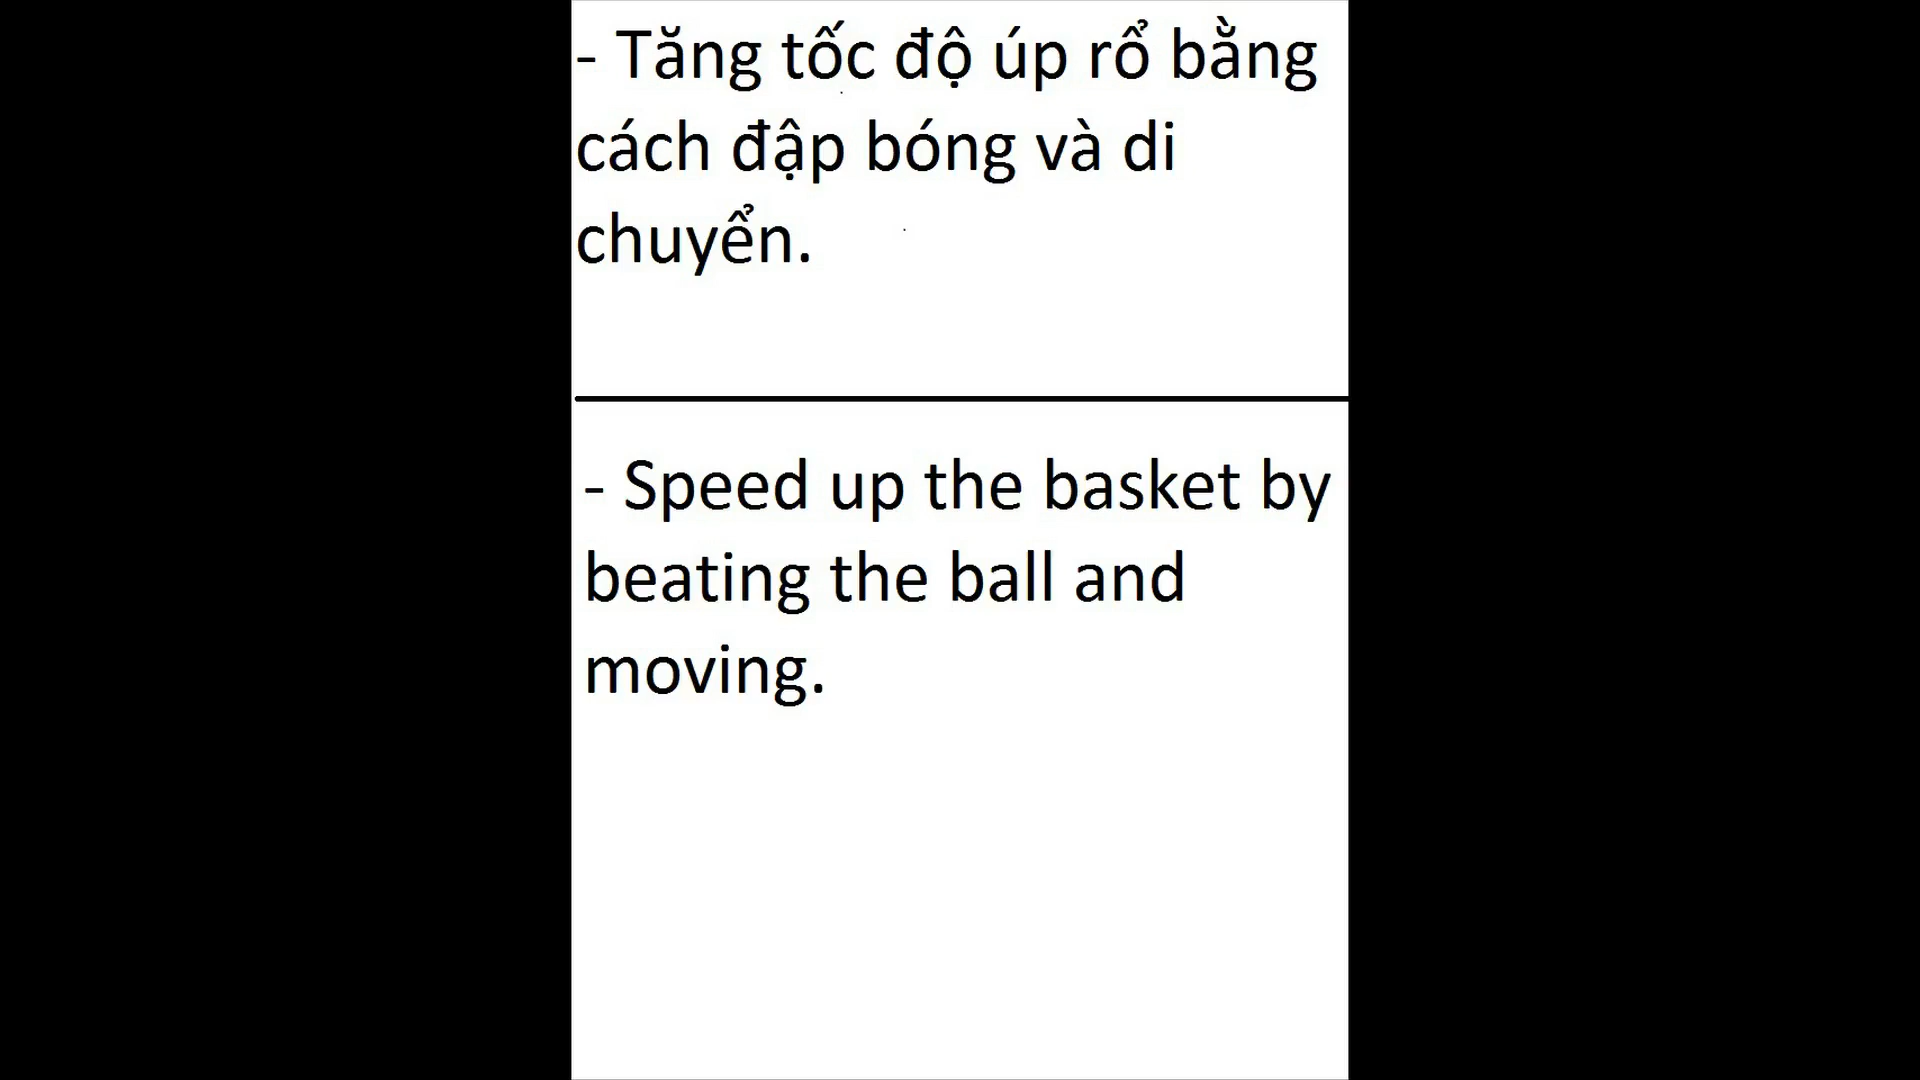 - Tăng tốc độ úp rổ bằng
cách đập bóng và di
chuyển.
- Speed up the basket by
beating the ball and
moving.